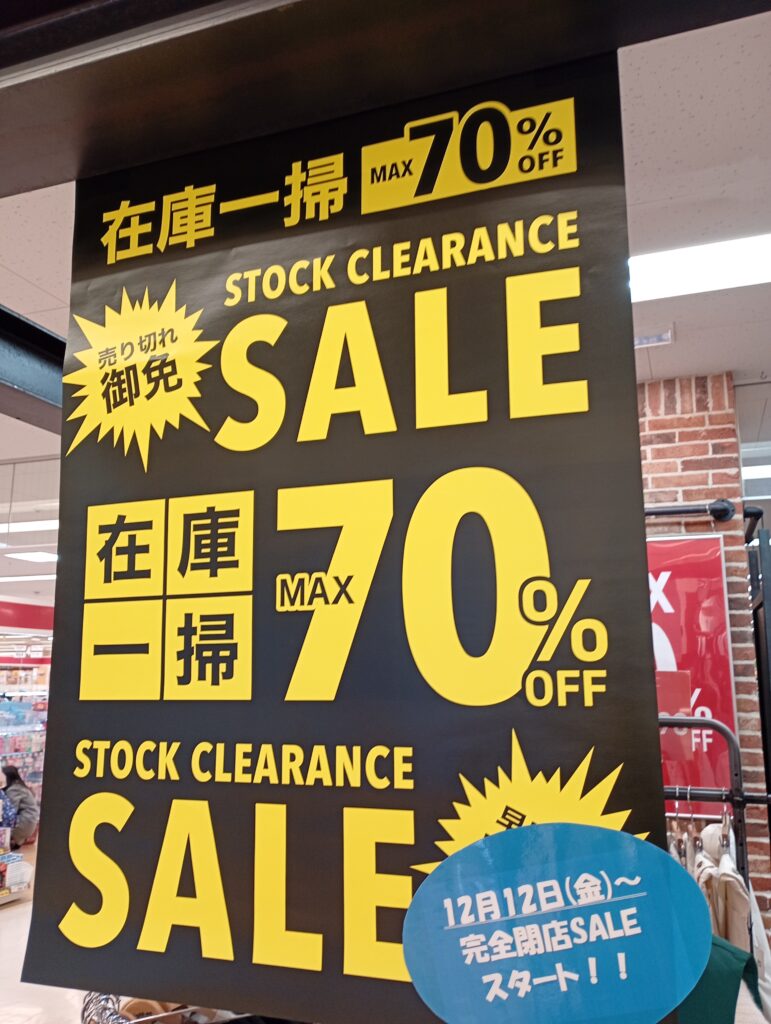 在庫一掃 MAX 70%OFF
STOCK CLEARANCE
SALE
売り切れ
御免
在庫
一掃
MAX 70%OFF
STOCK CLEARANCE
SALE
12月12日(金)～
完全閉店SALE
スタート！！
X
%
FF